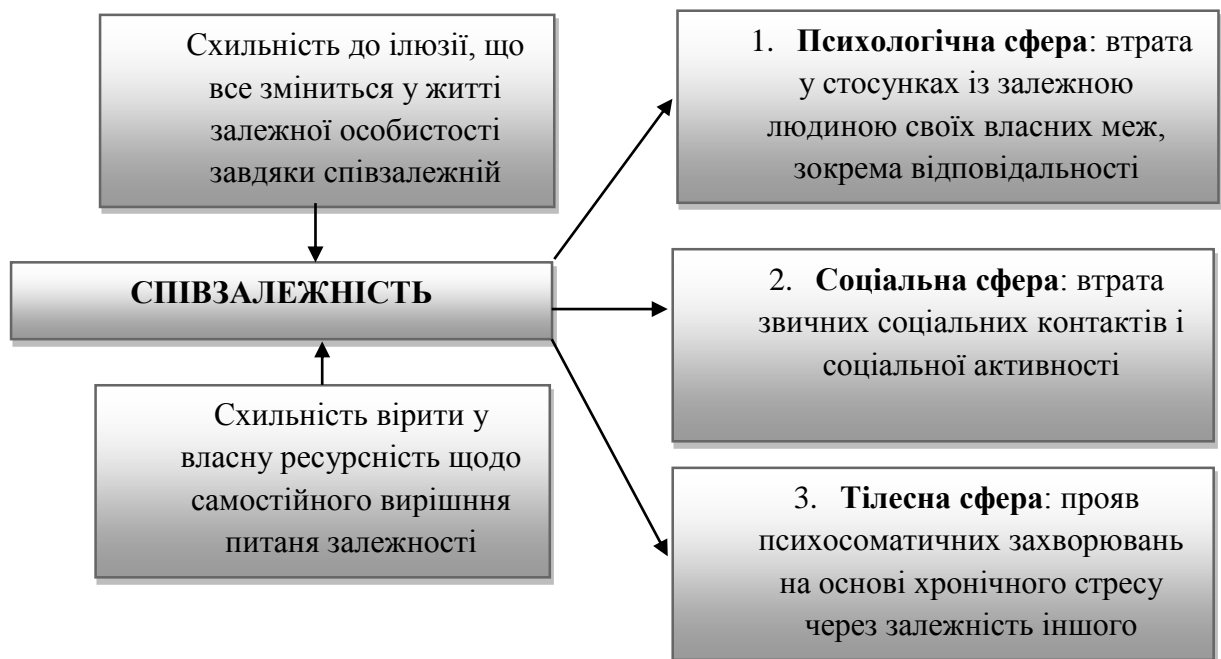 Схильність до ілюзії, що
все зміниться у житті
залежної особистості
завдяки співзалежній
СПІВЗАЛЕЖНІСТЬ
Схильність вірити у
власну ресурсність щодо
самостійного вирішння
питаня залежності
1. Психологічна сфера: втрата
у стосунках із залежною
людиною своїх власних меж,
зокрема відповідальності
2. Соціальна сфера: втрата
звичних соціальних контактів і
соціальної активності
3. Тілесна сфера: прояв
психосоматичних захворювань
на основі хронічного стресу
через залежність іншого